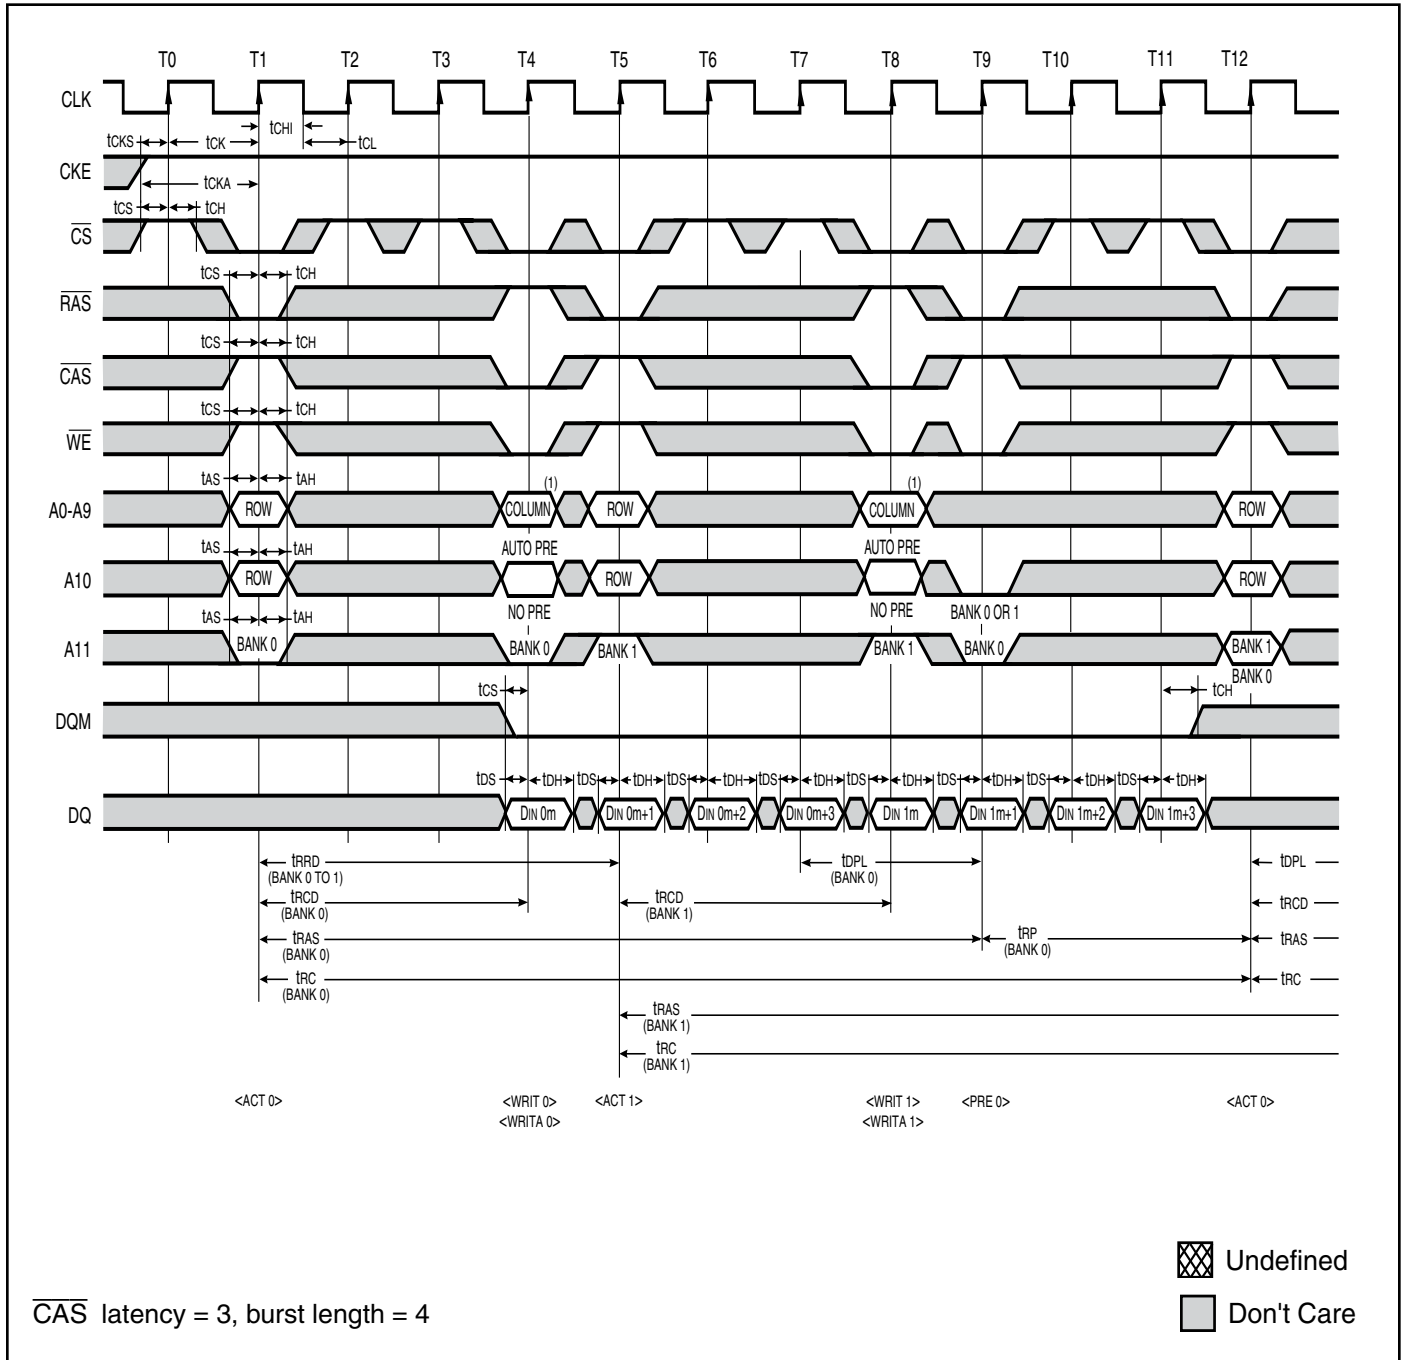 T0 T1 T2 T3 T4 T5 T6 T7 T8 T9 T10 T11 T12
CLK
tCHI
tCKS tCK tCL
CKE
tCKA
tCS tCH
CS
tCS tCH
RAS
tCS tCH
CAS
tCS tCH
WE
tAS tAH (1) (1)
A0-A9 ROW COLUMN ROW COLUMN ROW
tAS tAH AUTO PRE AUTO PRE
A10 ROW ROW ROW
tAS tAH NO PRE NO PRE BANK 0 OR 1
A11 BANK 0 BANK 0 BANK 1 BANK 1 BANK 0 BANK 1
BANK 0
tCS tCH
DQM
tDS tDH tDS tDH tDS tDH tDS tDH tDS tDH tDS tDH tDS tDH tDS tDH
DQ DIN 0m DIN 0m+1 DIN 0m+2 DIN 0m+3 DIN 1m DIN 1m+1 DIN 1m+2 DIN 1m+3
tRRD tDPL tDPL
(BANK 0 TO 1) (BANK 0)
tRCD tRCD tRCD
(BANK 0) (BANK 1)
tRAS tRP tRAS
(BANK 0) (BANK 0)
tRC tRC
(BANK 0)
tRAS
(BANK 1)
tRC
(BANK 1)
<ACT 0> <WRIT 0> <ACT 1> <WRIT 1> <PRE 0> <ACT 0>
<WRITA 0> <WRITA 1>
Undefined
CAS latency = 3, burst length = 4 Don't Care